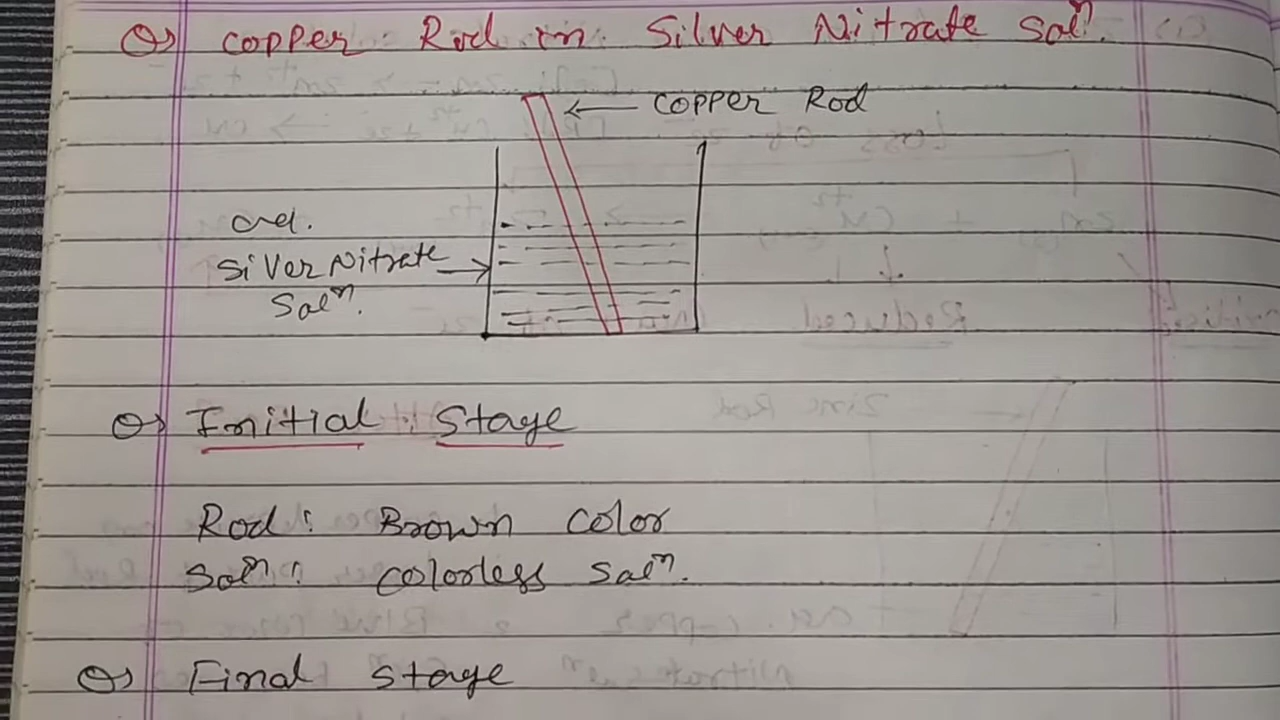 Q) Copper Rod in Silver Nitrate Solⁿ.
Copper Rod
aq.
Silver Nitrate
Solⁿ.
Q) Initial Stage
Rod: Brown Color
Solⁿ: Colorless Solⁿ.
Q) Final Stage